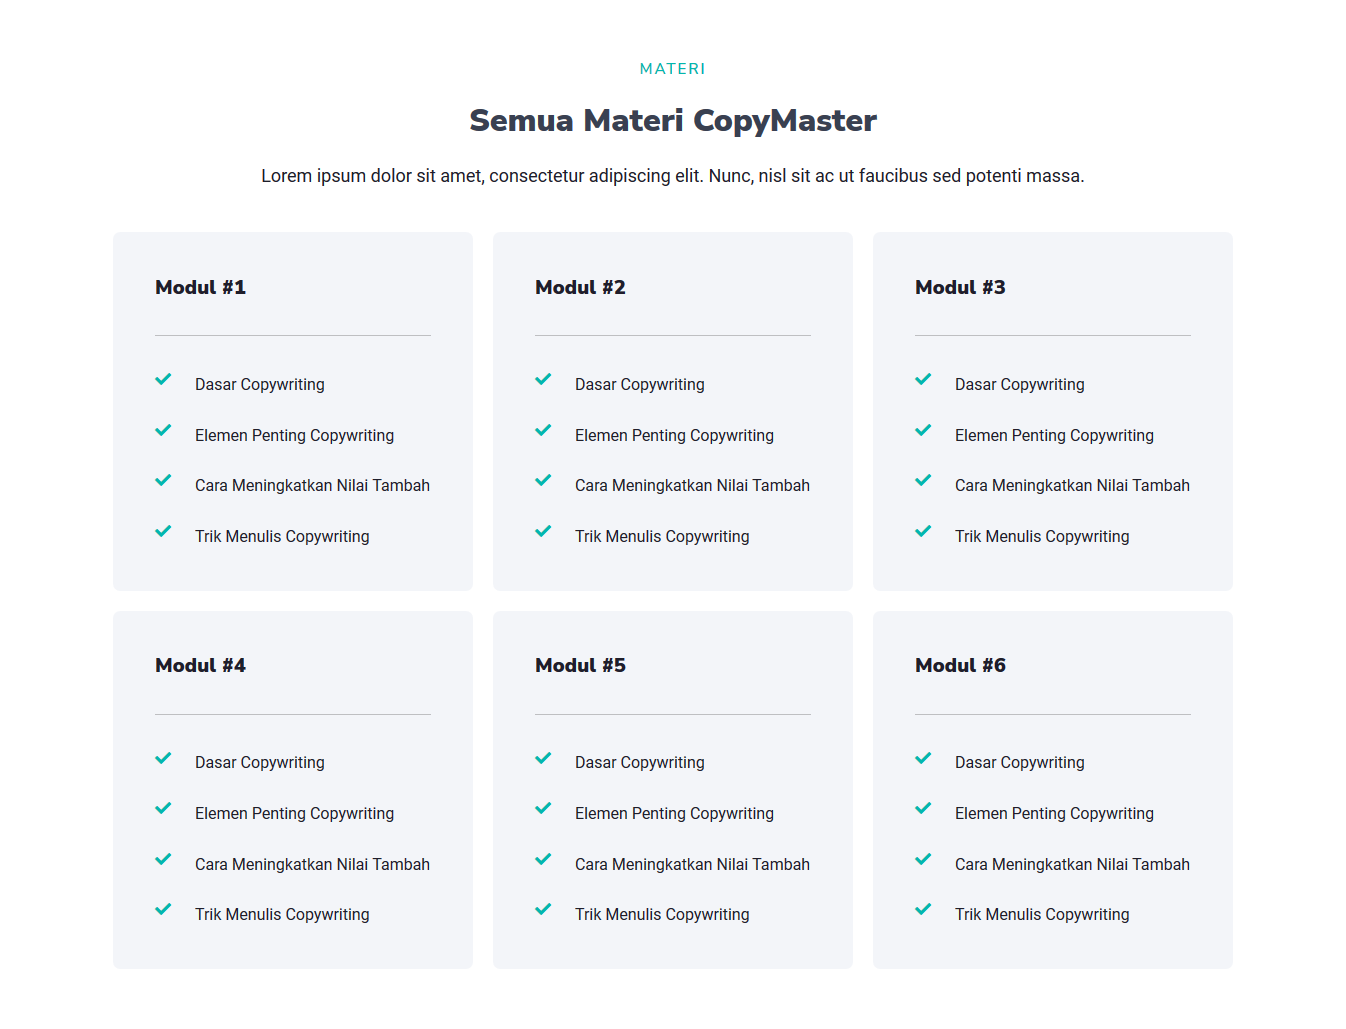 MATERI
Semua Materi CopyMaster
Lorem ipsum dolor sit amet, consectetur adipiscing elit. Nunc, nisl sit ac ut faucibus sed potenti massa.
Modul #1
Dasar Copywriting
Elemen Penting Copywriting
Cara Meningkatkan Nilai Tambah
Trik Menulis Copywriting
Modul #2
Dasar Copywriting
Elemen Penting Copywriting
Cara Meningkatkan Nilai Tambah
Trik Menulis Copywriting
Modul #3
Dasar Copywriting
Elemen Penting Copywriting
Cara Meningkatkan Nilai Tambah
Trik Menulis Copywriting
Modul #4
Dasar Copywriting
Elemen Penting Copywriting
Cara Meningkatkan Nilai Tambah
Trik Menulis Copywriting
Modul #5
Dasar Copywriting
Elemen Penting Copywriting
Cara Meningkatkan Nilai Tambah
Trik Menulis Copywriting
Modul #6
Dasar Copywriting
Elemen Penting Copywriting
Cara Meningkatkan Nilai Tambah
Trik Menulis Copywriting